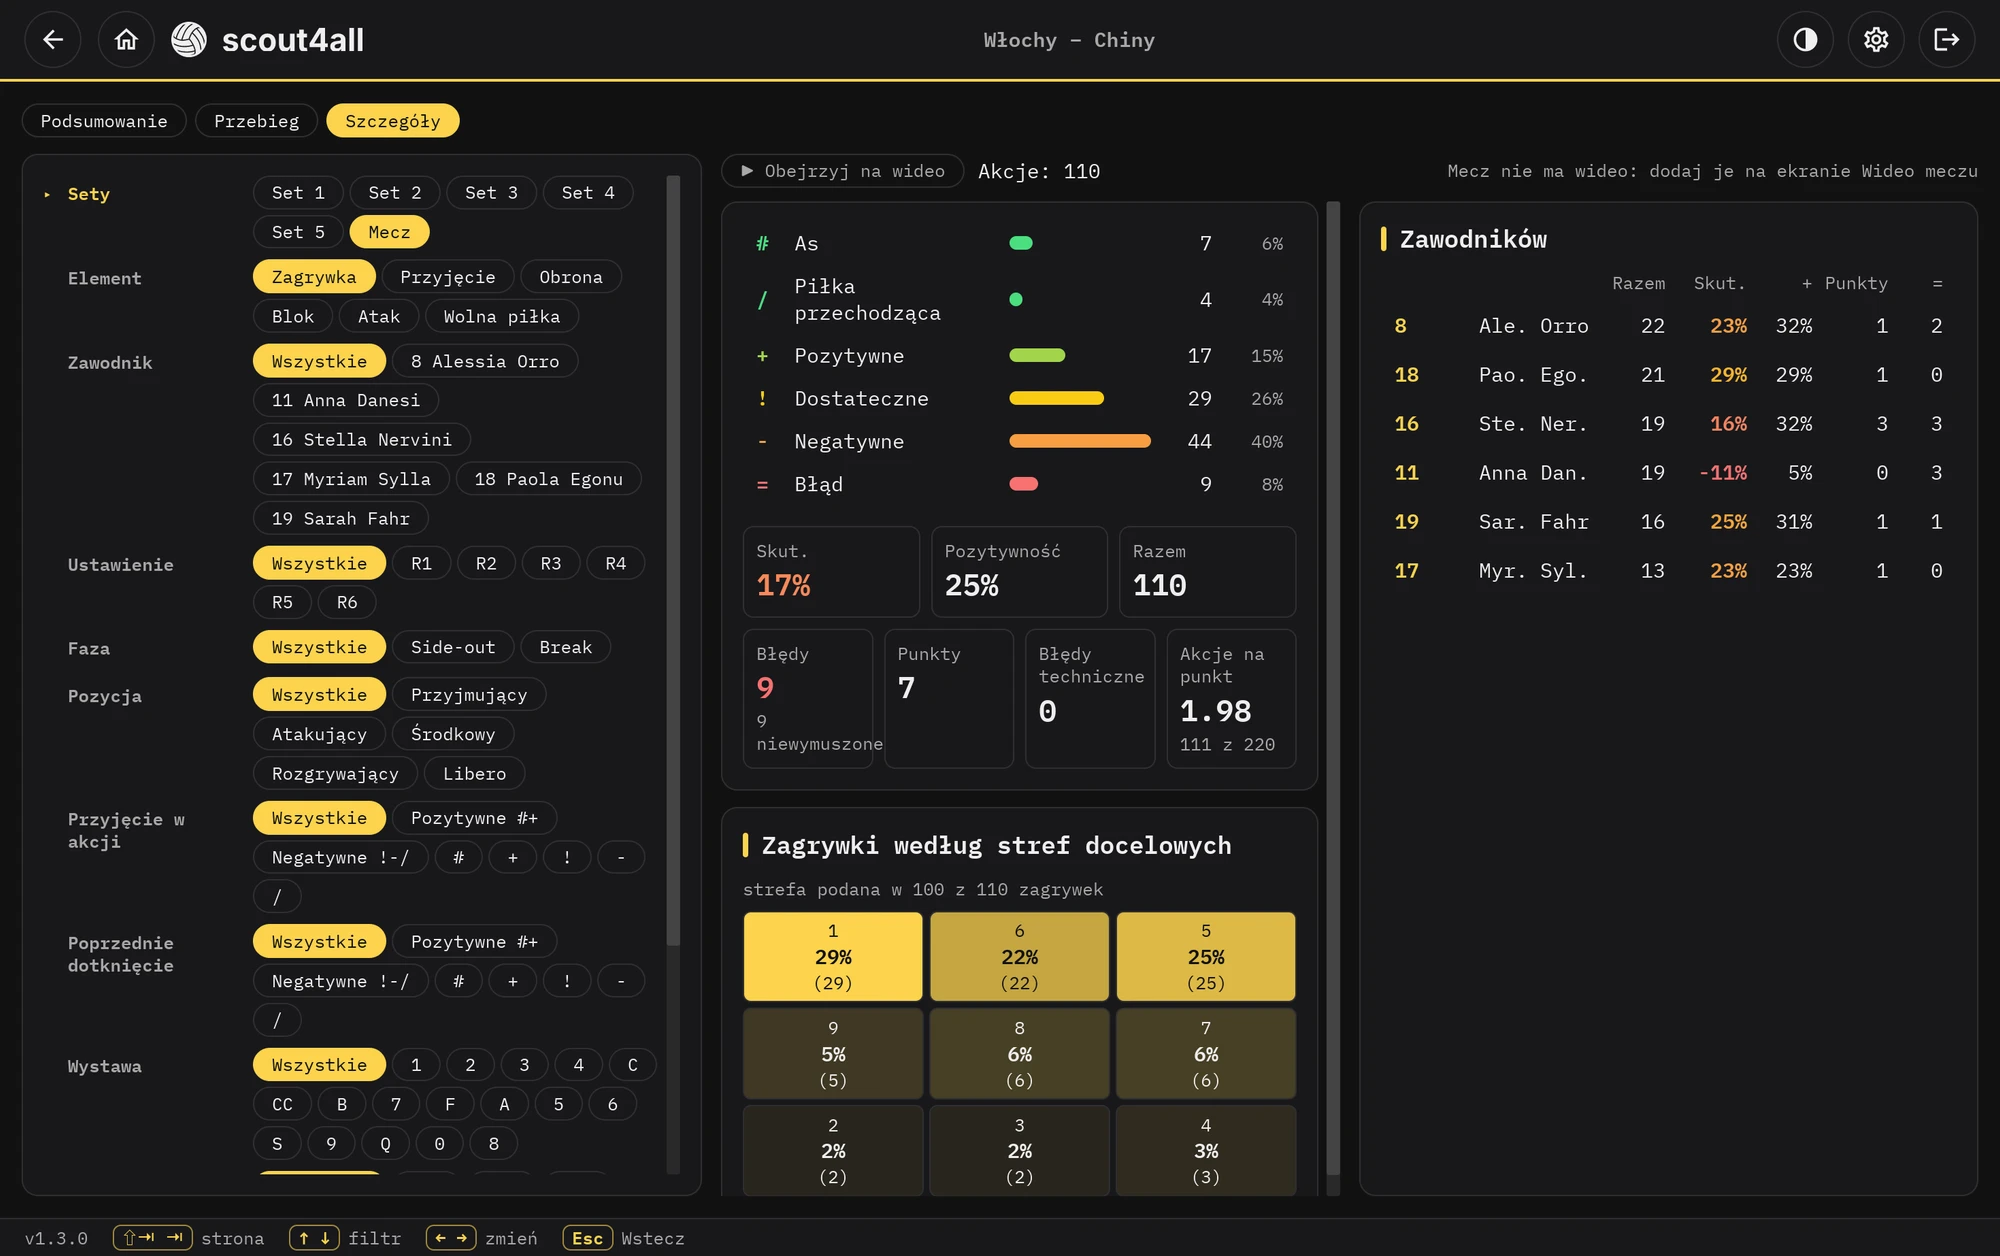 scout4all
Włochy – Chiny
Podsumowanie Przebieg Szczegóły
▸ Sety Set 1 Set 2 Set 3 Set 4
Set 5 Mecz
Element Zagrywka Przyjęcie Obrona
Blok Atak Wolna piłka
Zawodnik Wszystkie 8 Alessia Orro
11 Anna Danesi
16 Stella Nervini
17 Myriam Sylla 18 Paola Egonu
19 Sarah Fahr
Ustawienie Wszystkie R1 R2 R3 R4
R5 R6
Faza Wszystkie Side-out Break
Pozycja Wszystkie Przyjmujący
Atakujący Środkowy
Rozgrywający Libero
Przyjęcie w akcji Wszystkie Pozytywne #+
Negatywne !-/ # + ! -
/
Poprzednie dotknięcie Wszystkie Pozytywne #+
Negatywne !-/ # + ! -
/
Wystawa Wszystkie 1 2 3 4 C
CC B 7 F A 5 6
S 9 Q 0 8
▶ Obejrzyj na wideo Akcje: 110
Mecz nie ma wideo: dodaj je na ekranie Wideo meczu
# As 7 6%
/ Piłka przechodząca 4 4%
+ Pozytywne 17 15%
! Dostateczne 29 26%
- Negatywne 44 40%
= Błąd 9 8%
Skut. Pozytywność Razem
17% 25% 110
Błędy
9
9 niewymuszone
Punkty
7
Błędy techniczne
0
Akcje na punkt
1.98
111 z 220
Zagrywki według stref docelowych
strefa podana w 100 z 110 zagrywek
1 6 5
29% 22% 25%
(29) (22) (25)
9 8 7
5% 6% 6%
(5) (6) (6)
2 3 4
2% 2% 3%
(2) (2) (3)
Zawodników
Razem Skut. + Punkty =
8 Ale. Orro 22 23% 32% 1 2
18 Pao. Ego. 21 29% 29% 1 0
16 Ste. Ner. 19 16% 32% 3 3
11 Anna Dan. 19 -11% 5% 0 3
19 Sar. Fahr 16 25% 31% 1 1
17 Myr. Syl. 13 23% 23% 1 0
v1.3.0 ⇧⇥ ⇥ strona ↑ ↓ filtr ← → zmień Esc Wstecz